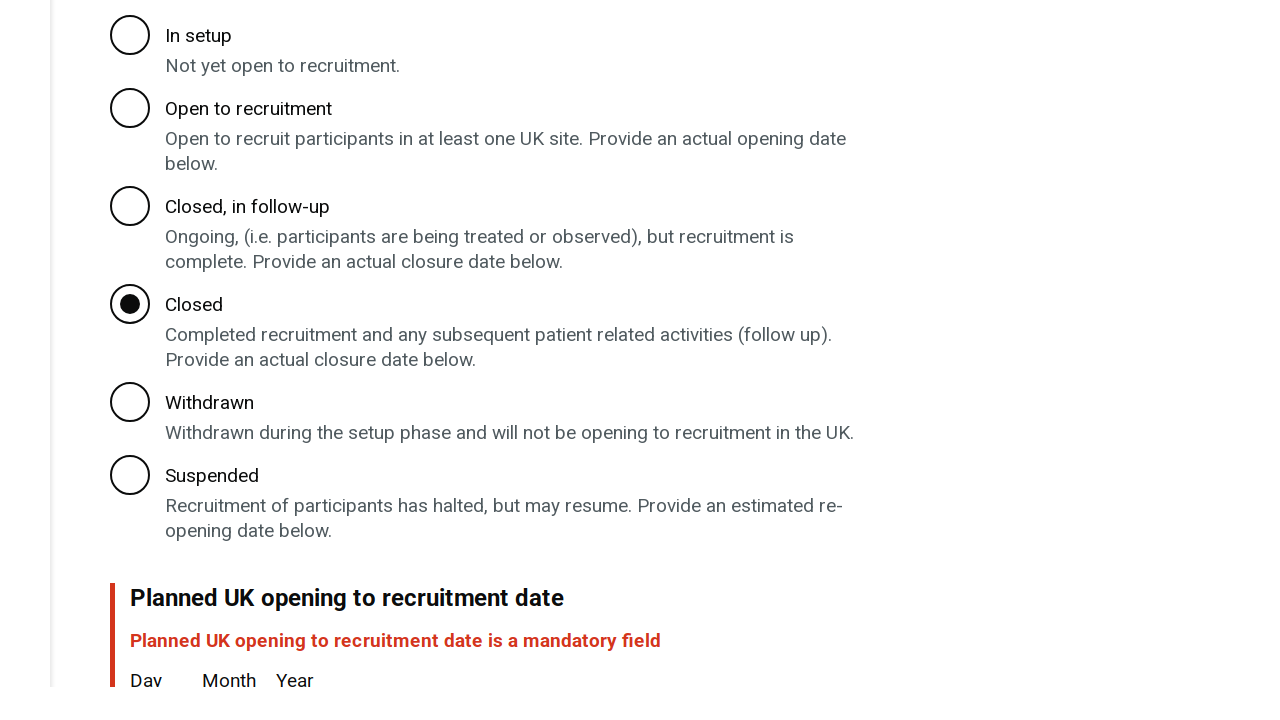 In setup
Not yet open to recruitment.
Open to recruitment
Open to recruit participants in at least one UK site. Provide an actual opening date
below.
Closed, in follow-up
Ongoing, (i.e. participants are being treated or observed), but recruitment is
complete. Provide an actual closure date below.
Closed
Completed recruitment and any subsequent patient related activities (follow up).
Provide an actual closure date below.
Withdrawn
Withdrawn during the setup phase and will not be opening to recruitment in the UK.
Suspended
Recruitment of participants has halted, but may resume. Provide an estimated re-
opening date below.
Planned UK opening to recruitment date
Planned UK opening to recruitment date is a mandatory field
Day Month Year